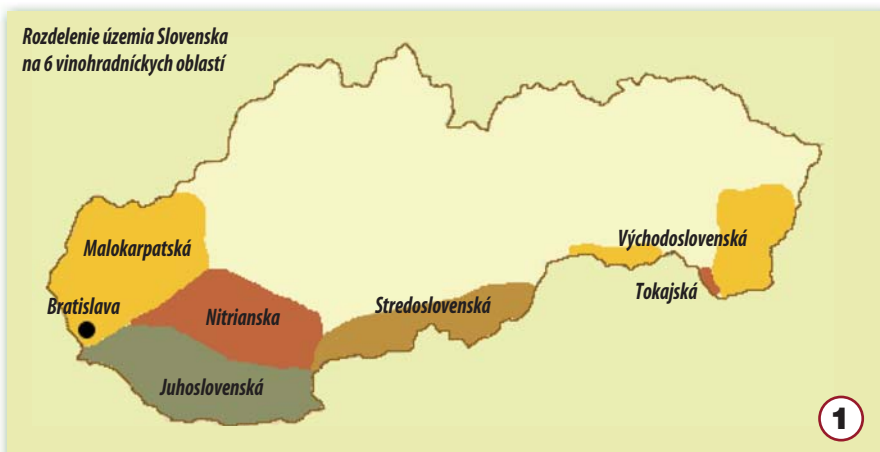 Rozdelenie územia Slovenska
na 6 vinohradníckych oblastí
Malokarpatská
Bratislava
Nitrianska
Juhoslovenská
Stredoslovenská
Východoslovenská
Tokajská
1